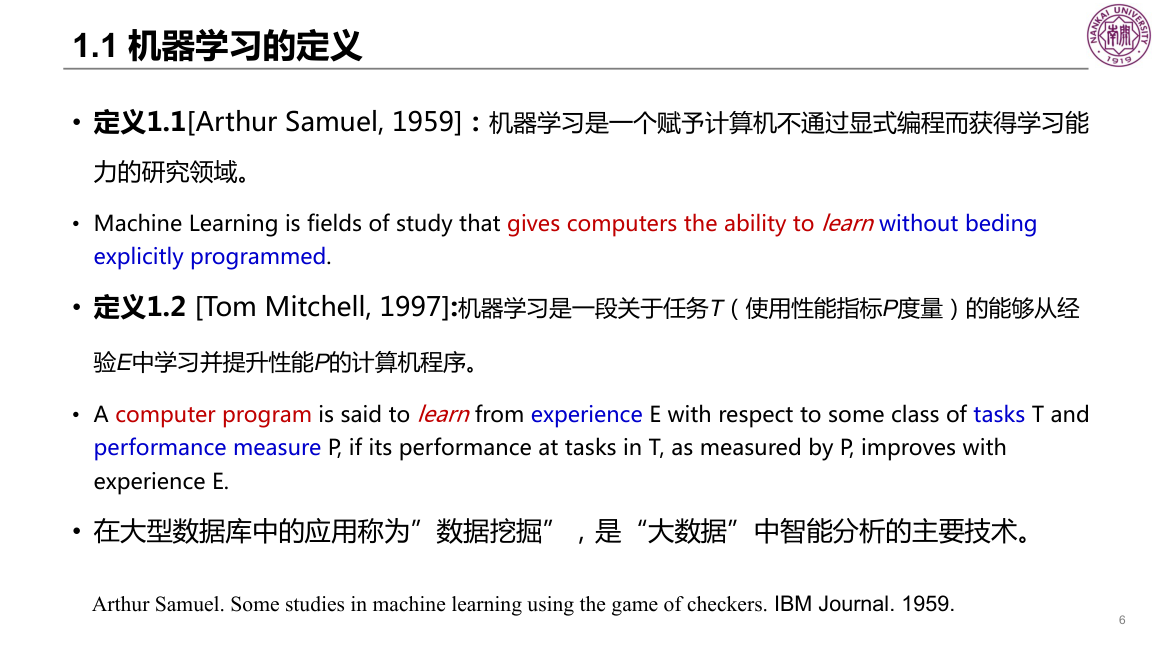 1.1 机器学习的定义
NANKAI UNIVERSITY
南開
1919
• 定义1.1[Arthur Samuel, 1959]：机器学习是一个赋予计算机不通过显式编程而获得学习能
力的研究领域。
• Machine Learning is fields of study that gives computers the ability to learn without beding
explicitly programmed.
• 定义1.2 [Tom Mitchell, 1997]:机器学习是一段关于任务T（使用性能指标P度量）的能够从经
验E中学习并提升性能P的计算机程序。
• A computer program is said to learn from experience E with respect to some class of tasks T and
performance measure P, if its performance at tasks in T, as measured by P, improves with
experience E.
• 在大型数据库中的应用称为”数据挖掘”，是“大数据”中智能分析的主要技术。
Arthur Samuel. Some studies in machine learning using the game of checkers. IBM Journal. 1959.
6